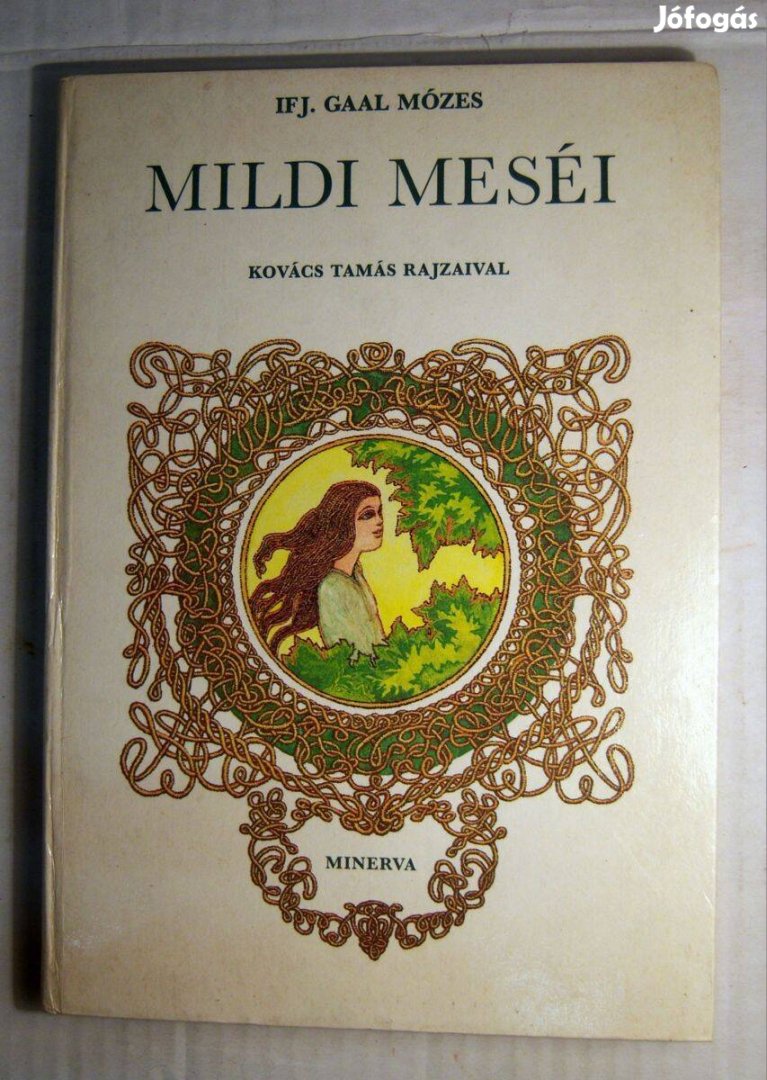 Jófogás
IFJ. GAAL MÓZES
MILDI MESÉI
KOVÁCS TAMÁS RAJZAIVAL
MINERVA